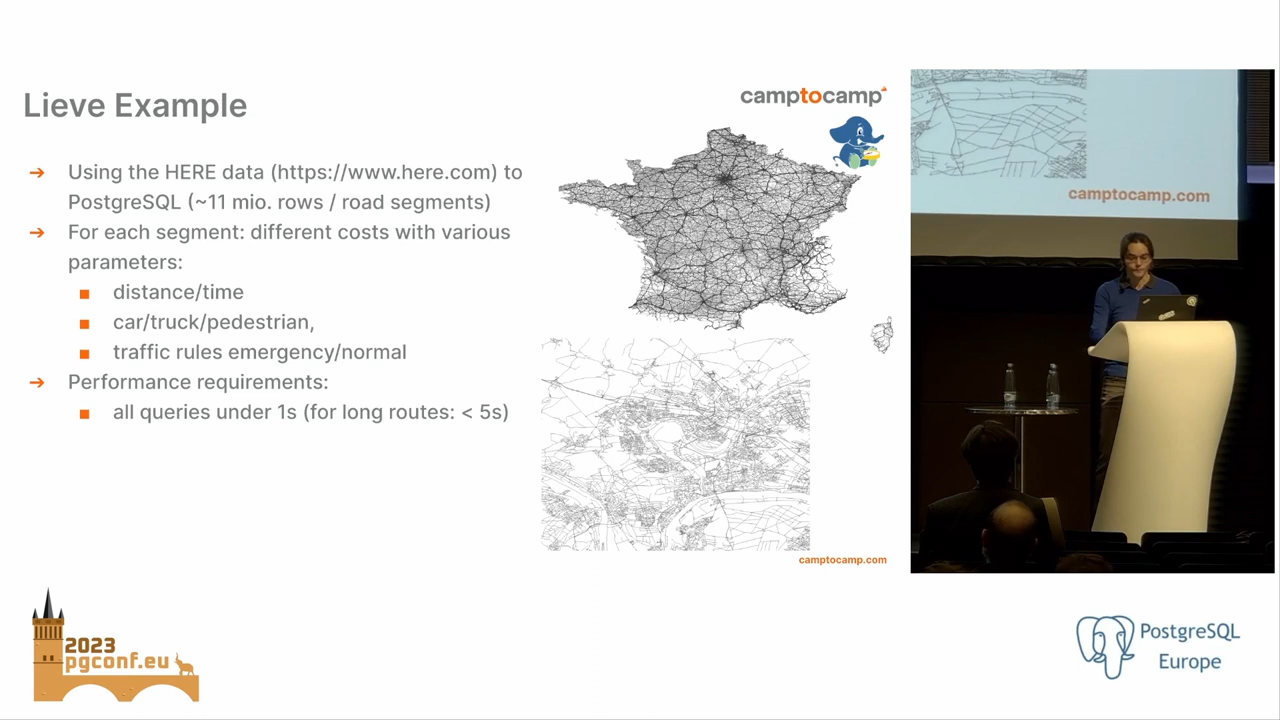 Lieve Example
camptocamp
➔ Using the HERE data (https://www.here.com) to
PostgreSQL (~11 mio. rows / road segments)
➔ For each segment: different costs with various
parameters:
■ distance/time
■ car/truck/pedestrian,
■ traffic rules emergency/normal
➔ Performance requirements:
■ all queries under 1s (for long routes: < 5s)
camptocamp.com
camptocamp.com
2023
pgconf.eu
PostgreSQL
Europe